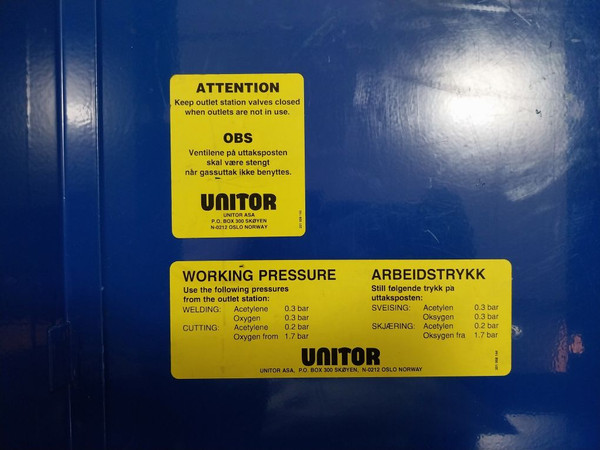 ATTENTION
Keep outlet station valves closed
when outlets are not in use.
OBS
Ventilene på uttaksposten
skal være stengt
når gassuttak ikke benyttes.
UNITOR
UNITOR ASA
P.O. BOX 300 SKØYEN
N-0212 OSLO NORWAY
WORKING PRESSURE
Use the following pressures
from the outlet station:
WELDING: Acetylene 0.3 bar
Oxygen 0.3 bar
CUTTING: Acetylene 0.2 bar
Oxygen from 1.7 bar
ARBEIDSTRYKK
Still følgende trykk på
uttaksposten:
SVEISING: Acetylen 0.3 bar
Oksygen 0.3 bar
SKJÆRING: Acetylen 0.2 bar
Oksygen fra 1.7 bar
UNITOR
UNITOR ASA, P.O. BOX 300 SKØYEN, N-0212 OSLO NORWAY